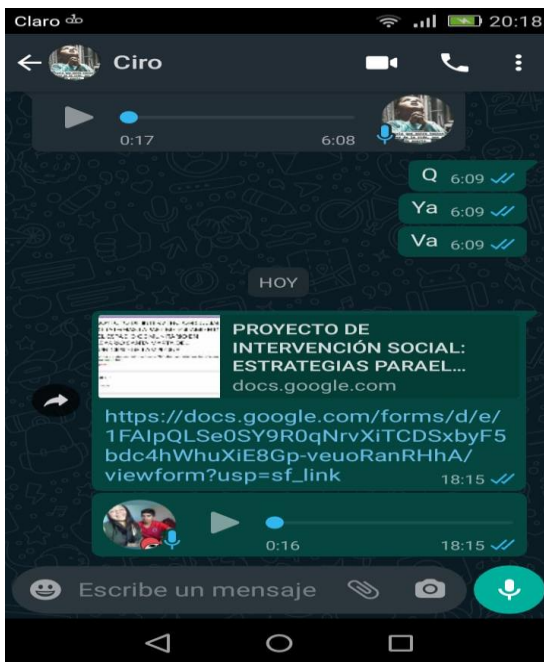 Claro 20:18
Ciro
0:17 6:08
Q 6:09
Ya 6:09
Va 6:09
HOY
PROYECTO DE
INTERVENCIÓN SOCIAL:
ESTRATEGIAS PARAEL...
docs.google.com
https://docs.google.com/forms/d/e/
1FAIpQLSe0SY9R0qNrvXiTCDSxbyF5
bdc4hWhuXiE8Gp-veuoRanRHhA/
viewform?usp=sf_link 18:15
0:16 18:15
Escribe un mensaje